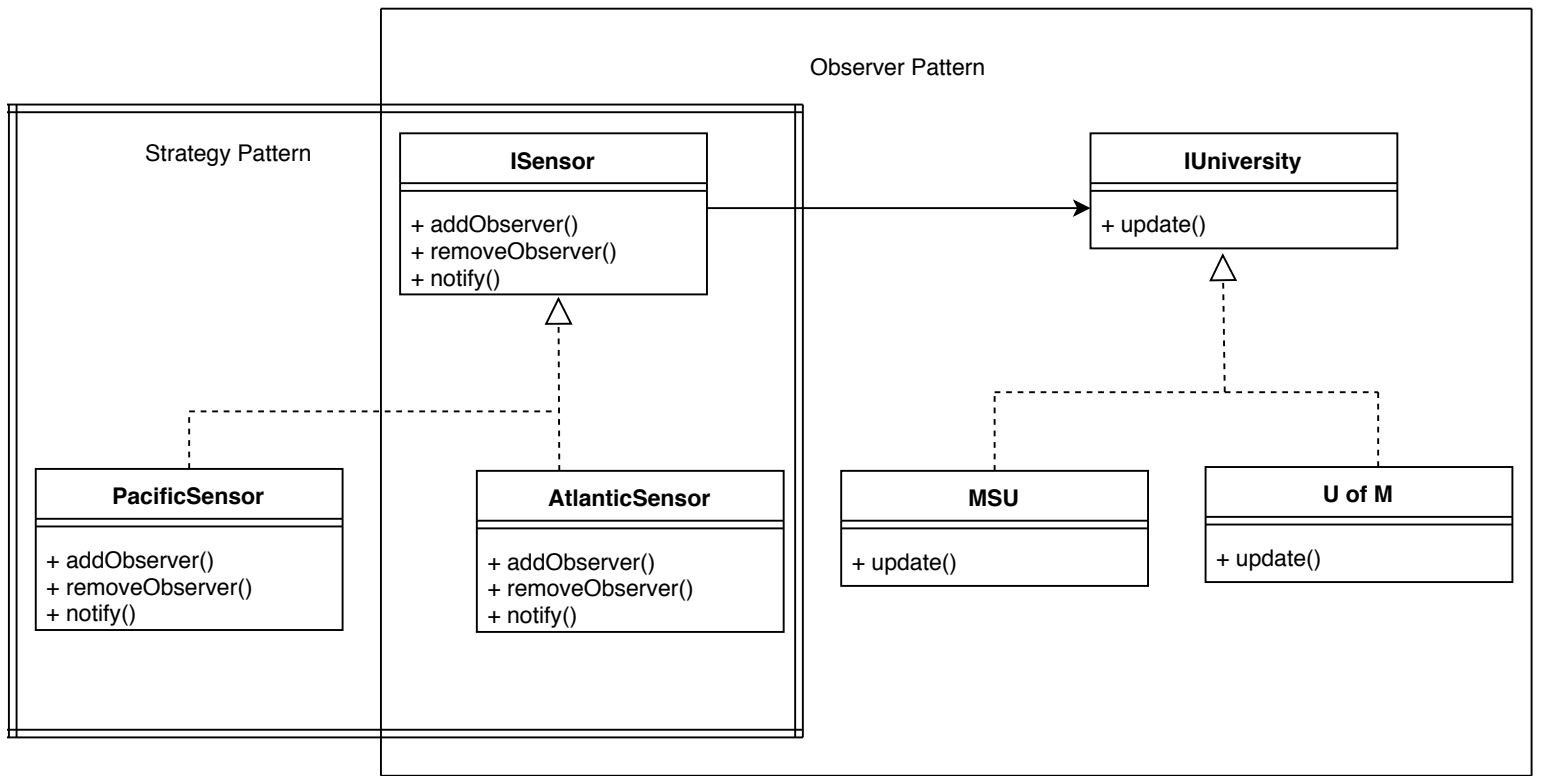 Observer Pattern
Strategy Pattern
ISensor
+ addObserver()
+ removeObserver()
+ notify()
IUniversity
+ update()
PacificSensor
+ addObserver()
+ removeObserver()
+ notify()
AtlanticSensor
+ addObserver()
+ removeObserver()
+ notify()
MSU
+ update()
U of M
+ update()